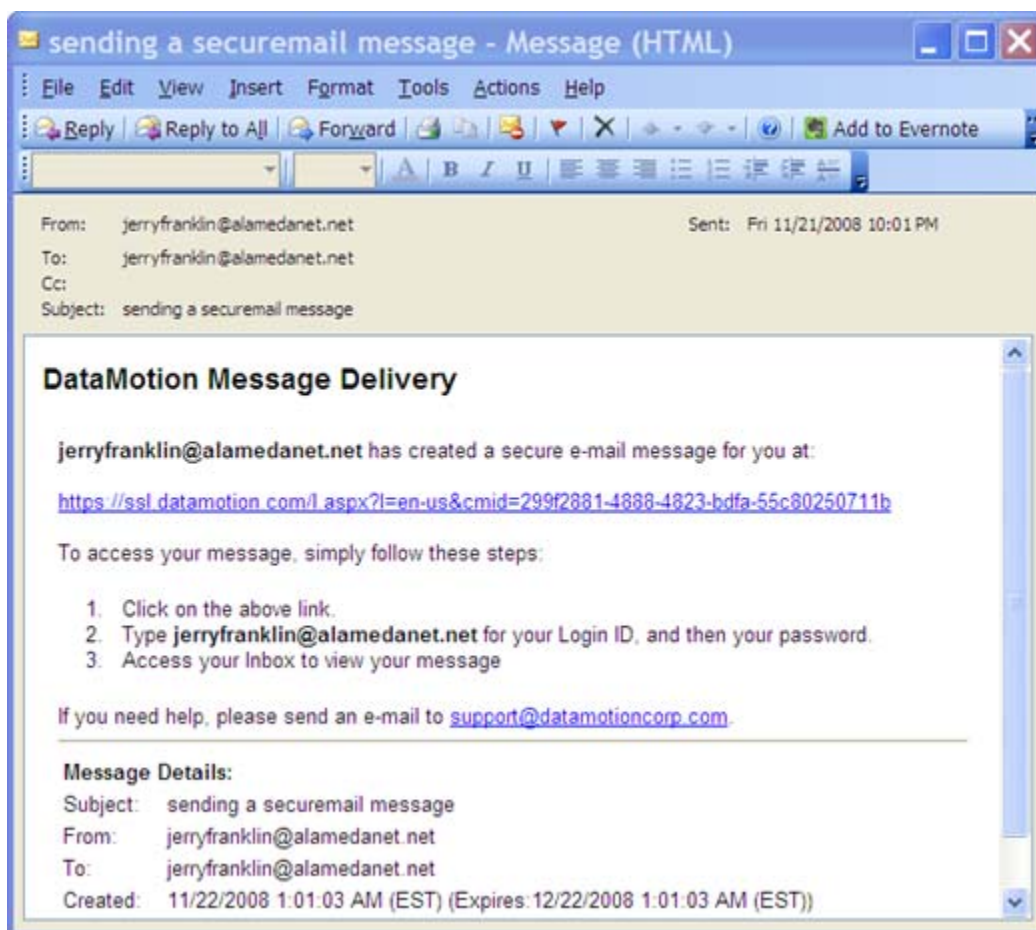 sending a securemail message - Message (HTML)
File Edit View Insert Format Tools Actions Help
Reply Reply to All Forward Add to Evernote
A B I U
From: jerryfranklin@alamedanet.net Sent: Fri 11/21/2008 10:01 PM
To: jerryfranklin@alamedanet.net
Cc:
Subject: sending a securemail message
DataMotion Message Delivery
jerryfranklin@alamedanet.net has created a secure e-mail message for you at:
https://ssl.datamotion.com/l.aspx?l=en-us&cmid=299f2881-4888-4823-bdfa-55c80250711b
To access your message, simply follow these steps:
1. Click on the above link.
2. Type jerryfranklin@alamedanet.net for your Login ID, and then your password.
3. Access your Inbox to view your message
If you need help, please send an e-mail to support@datamotioncorp.com.
Message Details:
Subject: sending a securemail message
From: jerryfranklin@alamedanet.net
To: jerryfranklin@alamedanet.net
Created: 11/22/2008 1:01:03 AM (EST) (Expires:12/22/2008 1:01:03 AM (EST))